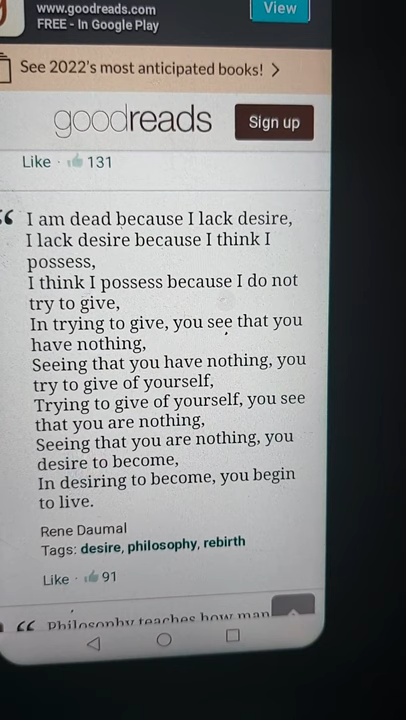 www.goodreads.com
View
FREE - In Google Play
See 2022's most anticipated books! >
goodreads
Sign up
Like · 131
“ I am dead because I lack desire,
I lack desire because I think I
possess,
I think I possess because I do not
try to give,
In trying to give, you see that you
have nothing,
Seeing that you have nothing, you
try to give of yourself,
Trying to give of yourself, you see
that you are nothing,
Seeing that you are nothing, you
desire to become,
In desiring to become, you begin
to live.
Rene Daumal
Tags: desire, philosophy, rebirth
Like · 91
“ Philosophy teaches how man